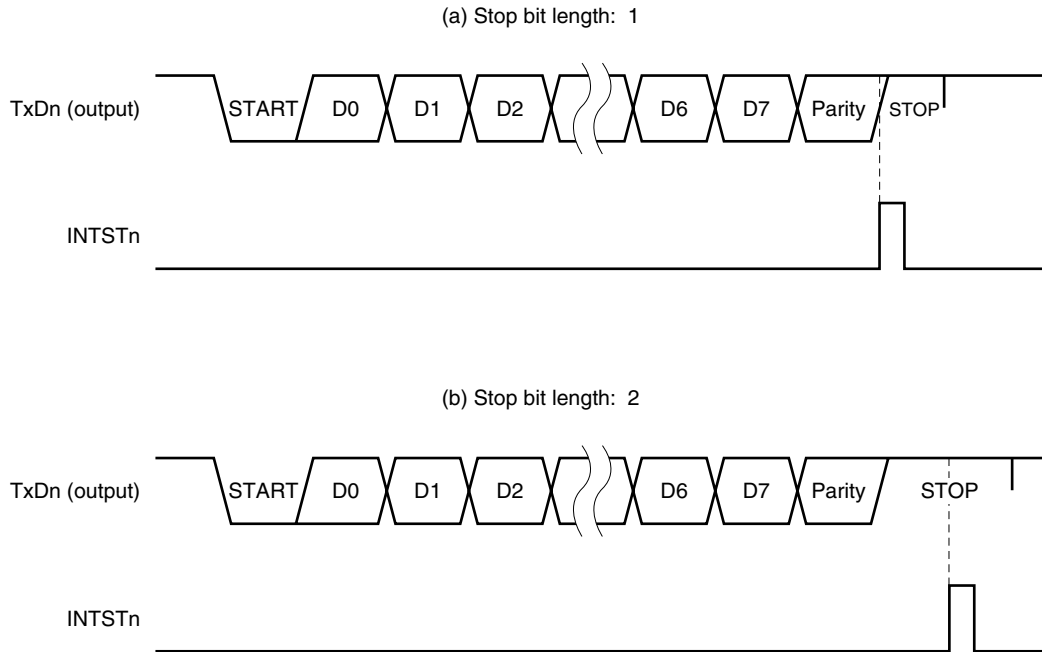 (a) Stop bit length: 1
TxDn (output) START D0 D1 D2 D6 D7 Parity STOP
INTSTn
(b) Stop bit length: 2
TxDn (output) START D0 D1 D2 D6 D7 Parity STOP
INTSTn